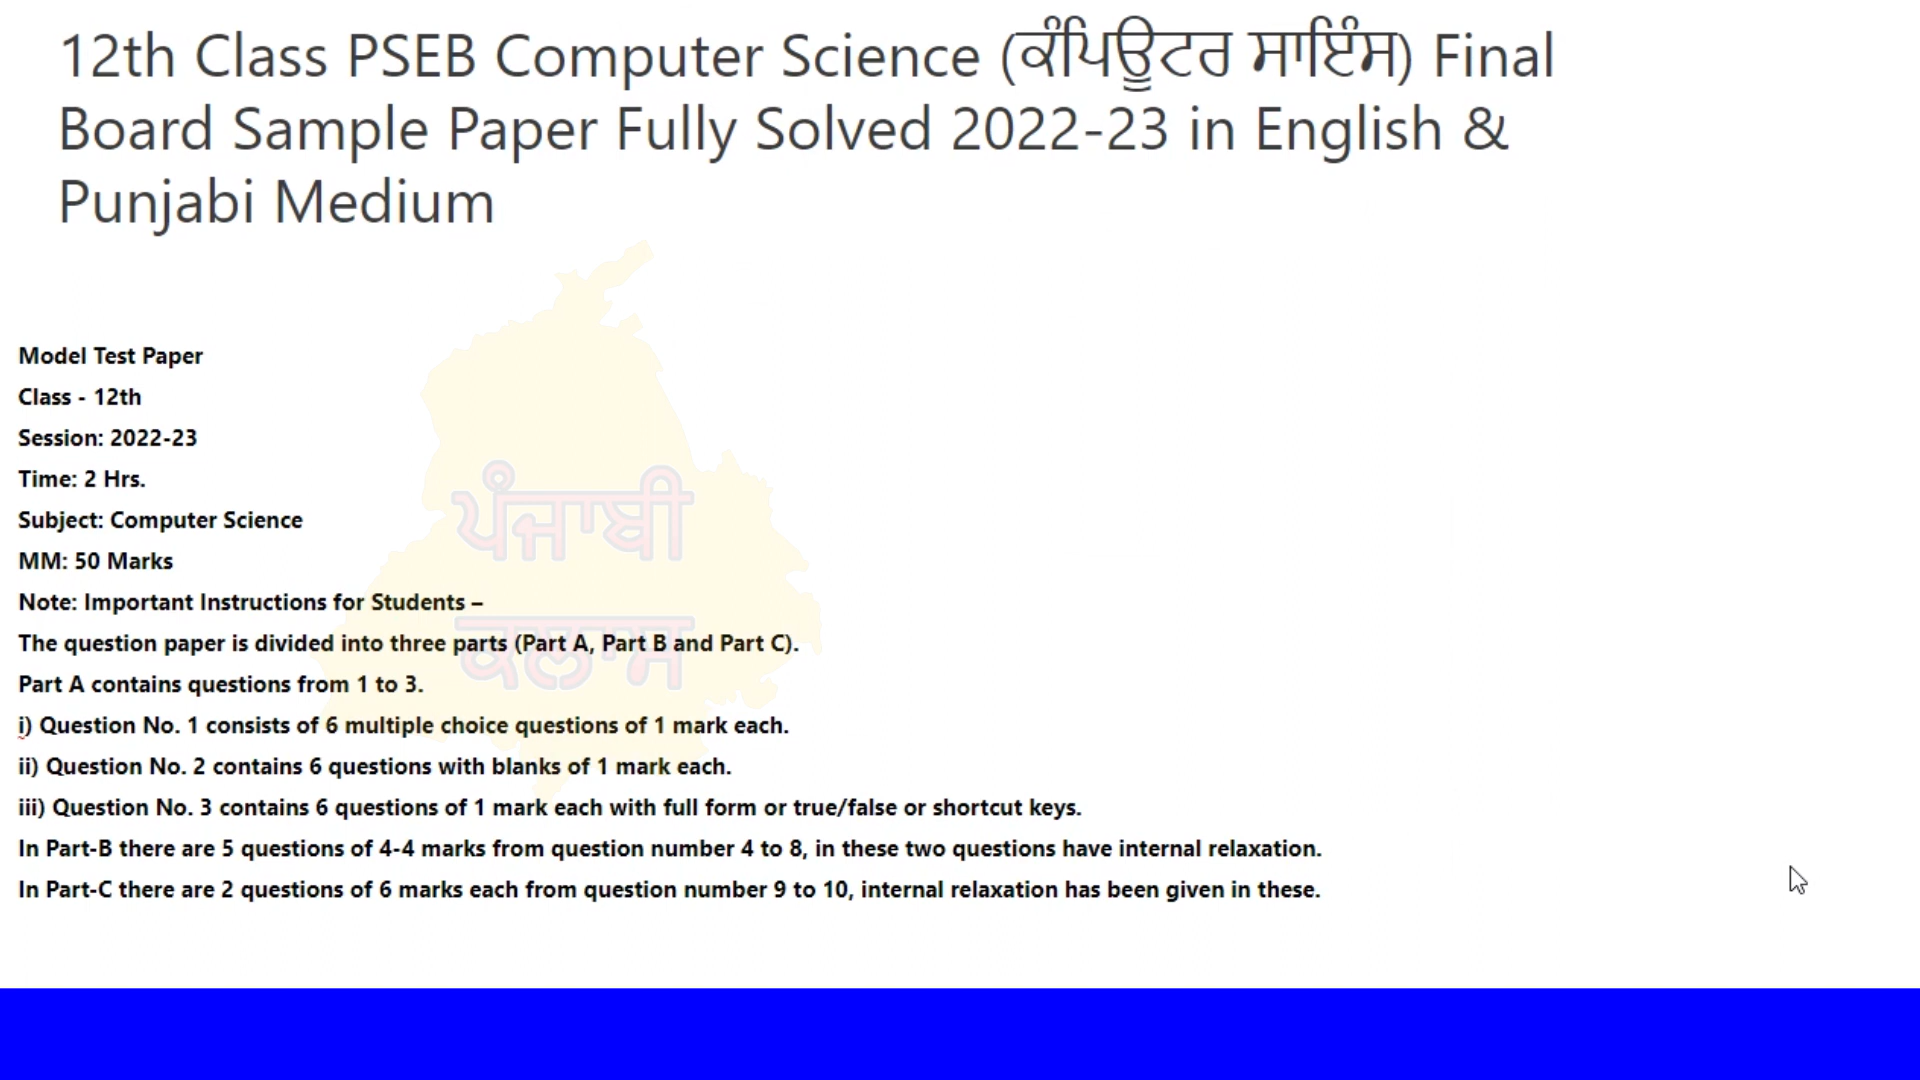 12th Class PSEB Computer Science (ਕੰਪਿਊਟਰ ਸਾਇੰਸ) Final
Board Sample Paper Fully Solved 2022-23 in English &
Punjabi Medium
Model Test Paper
Class - 12th
Session: 2022-23
Time: 2 Hrs.
Subject: Computer Science
MM: 50 Marks
Note: Important Instructions for Students –
The question paper is divided into three parts (Part A, Part B and Part C).
Part A contains questions from 1 to 3.
i) Question No. 1 consists of 6 multiple choice questions of 1 mark each.
ii) Question No. 2 contains 6 questions with blanks of 1 mark each.
iii) Question No. 3 contains 6 questions of 1 mark each with full form or true/false or shortcut keys.
In Part-B there are 5 questions of 4-4 marks from question number 4 to 8, in these two questions have internal relaxation.
In Part-C there are 2 questions of 6 marks each from question number 9 to 10, internal relaxation has been given in these.
ਪੰਜਾਬੀ
ਕਲਾਸ